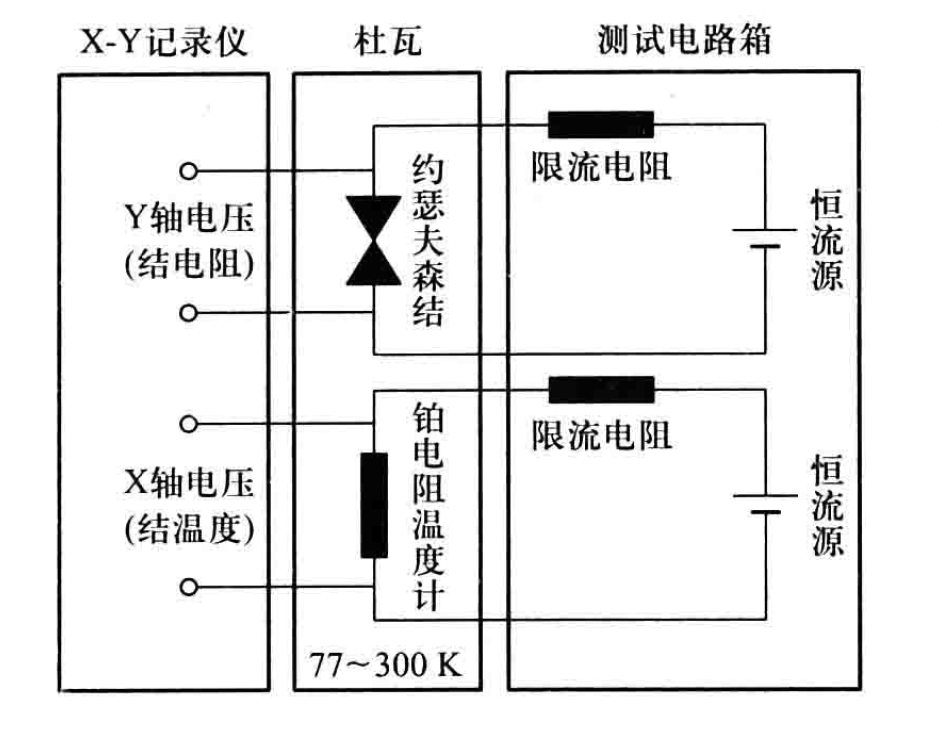 X-Y记录仪
杜瓦
测试电路箱
Y轴电压
(结电阻)
约瑟夫森结
限流电阻
恒流源
X轴电压
(结温度)
铂电阻温度计
限流电阻
恒流源
77～300 K